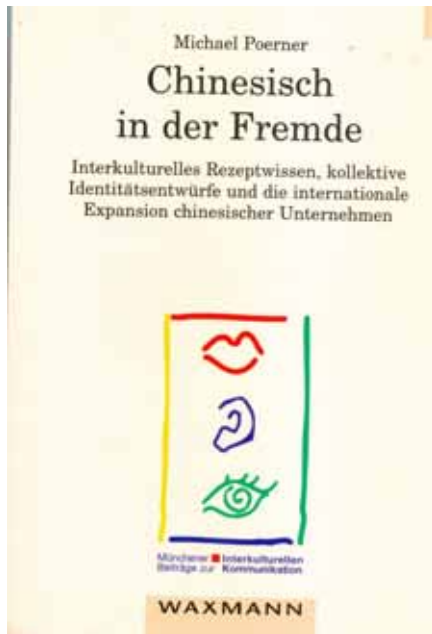 Michael Poerner
Chinesisch
in der Fremde
Interkulturelles Rezeptwissen, kollektive
Identitätsentwürfe und die internationale
Expansion chinesischer Unternehmen
Münchener Interkulturellen
Beiträge zur Kommunikation
WAXMANN